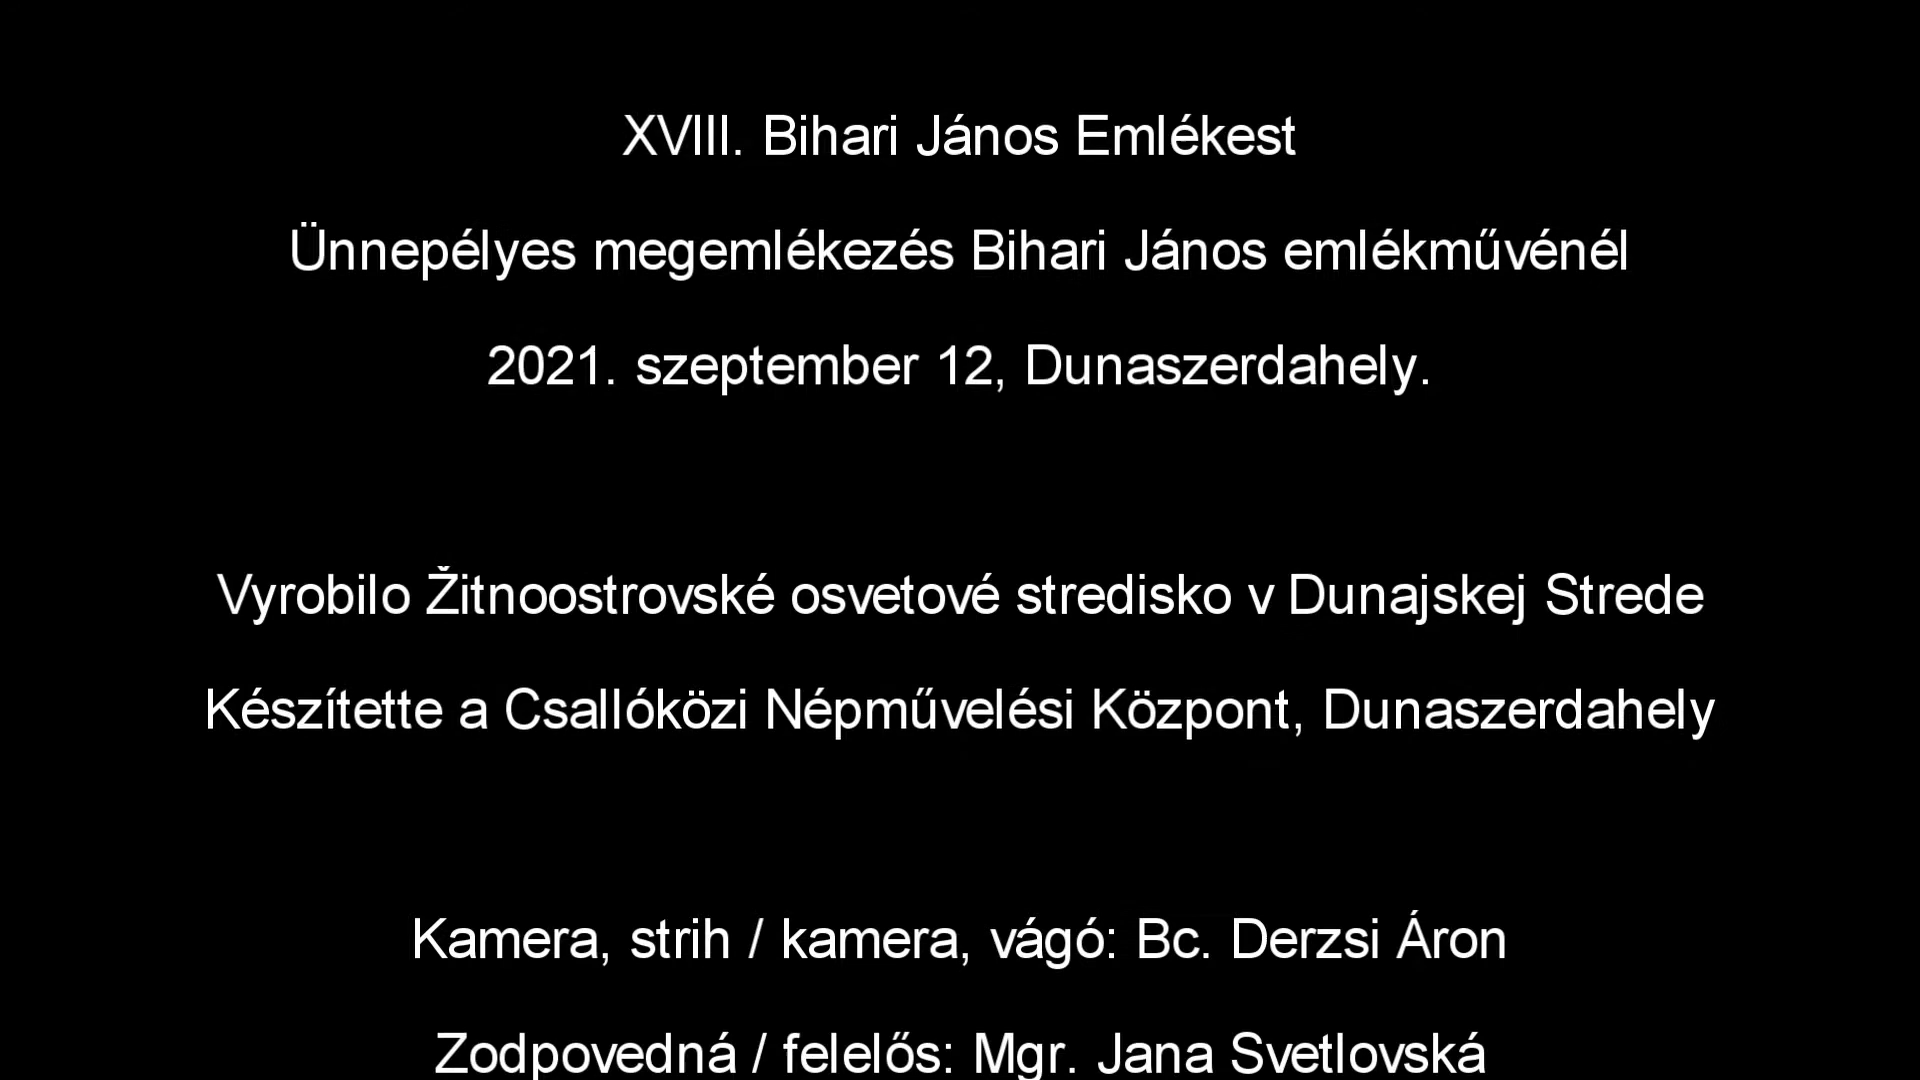 XVIII. Bihari János Emlékest
Ünnepélyes megemlékezés Bihari János emlékművénél
2021. szeptember 12, Dunaszerdahely.
Vyrobilo Žitnoostrovské osvetové stredisko v Dunajskej Strede
Készítette a Csallóközi Népművelési Központ, Dunaszerdahely
Kamera, strih / kamera, vágó: Bc. Derzsi Áron
Zodpovedná / felelős: Mgr. Jana Svetlovská